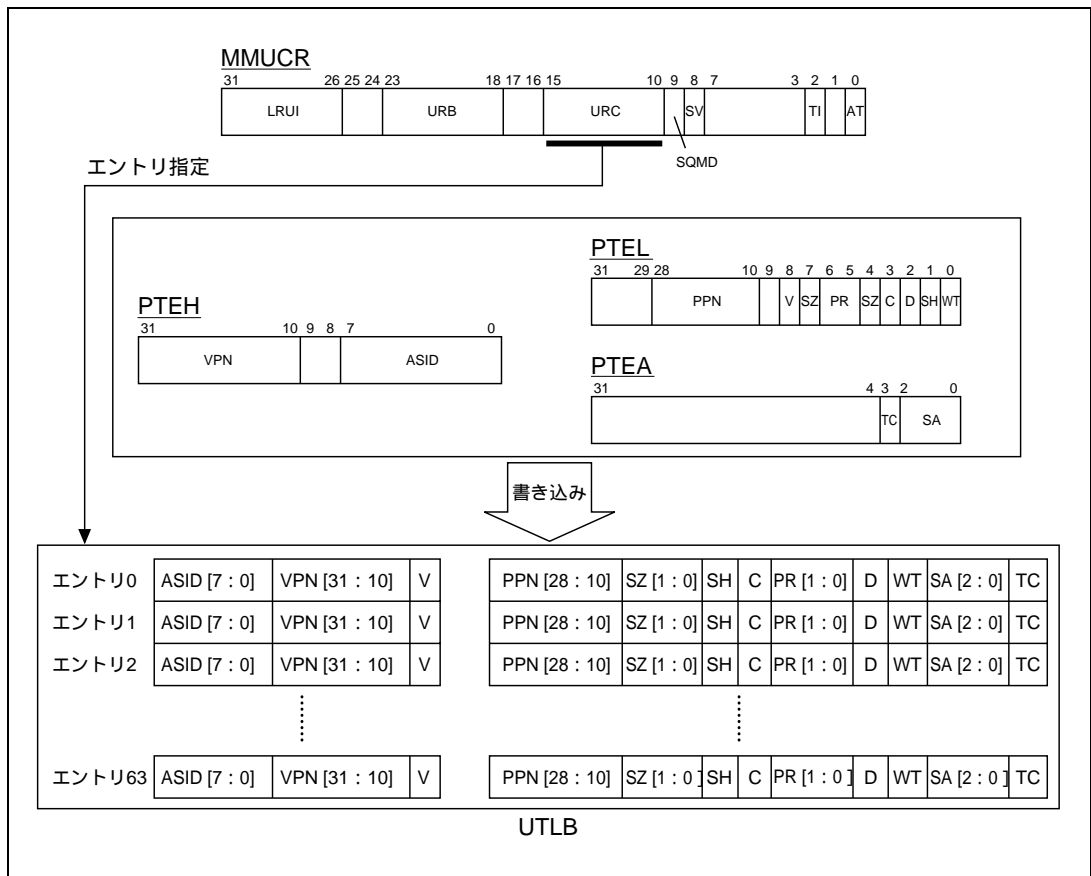 MMUCR
31 26 25 24 23 18 17 16 15 10 9 8 7 3 2 1 0
LRUI URB URC SV TI AT
SQMD
エントリ指定
PTEL
31 29 28 10 9 8 7 6 5 4 3 2 1 0
PPN V SZ PR SZ C D SH WT
PTEH
31 10 9 8 7 0
VPN ASID
PTEA
31 4 3 2 0
TC SA
書き込み
エントリ0 ASID [7 : 0] VPN [31 : 10] V PPN [28 : 10] SZ [1 : 0] SH C PR [1 : 0] D WT SA [2 : 0] TC
エントリ1 ASID [7 : 0] VPN [31 : 10] V PPN [28 : 10] SZ [1 : 0] SH C PR [1 : 0] D WT SA [2 : 0] TC
エントリ2 ASID [7 : 0] VPN [31 : 10] V PPN [28 : 10] SZ [1 : 0] SH C PR [1 : 0] D WT SA [2 : 0] TC
エントリ63 ASID [7 : 0] VPN [31 : 10] V PPN [28 : 10] SZ [1 : 0] SH C PR [1 : 0] D WT SA [2 : 0] TC
UTLB